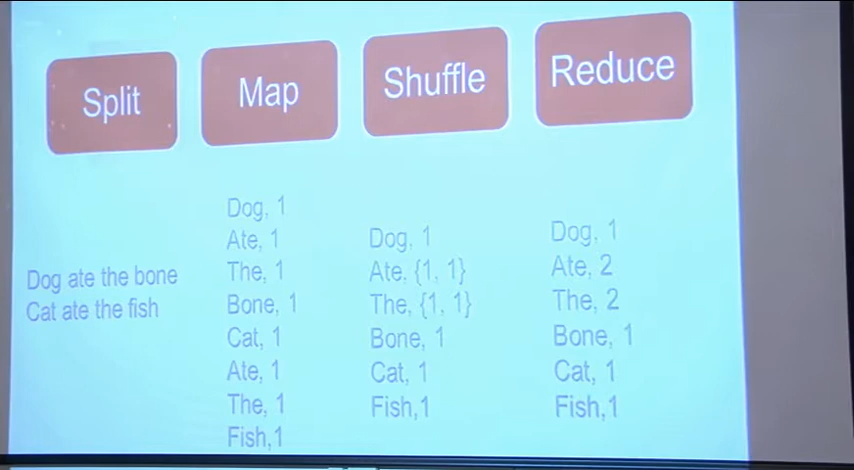 Split
Map
Shuffle
Reduce
Dog ate the bone
Cat ate the fish
Dog, 1
Ate, 1
The, 1
Bone, 1
Cat, 1
Ate, 1
The, 1
Fish,1
Dog, 1
Ate, {1, 1}
The, {1, 1}
Bone, 1
Cat, 1
Fish,1
Dog, 1
Ate, 2
The, 2
Bone, 1
Cat, 1
Fish,1